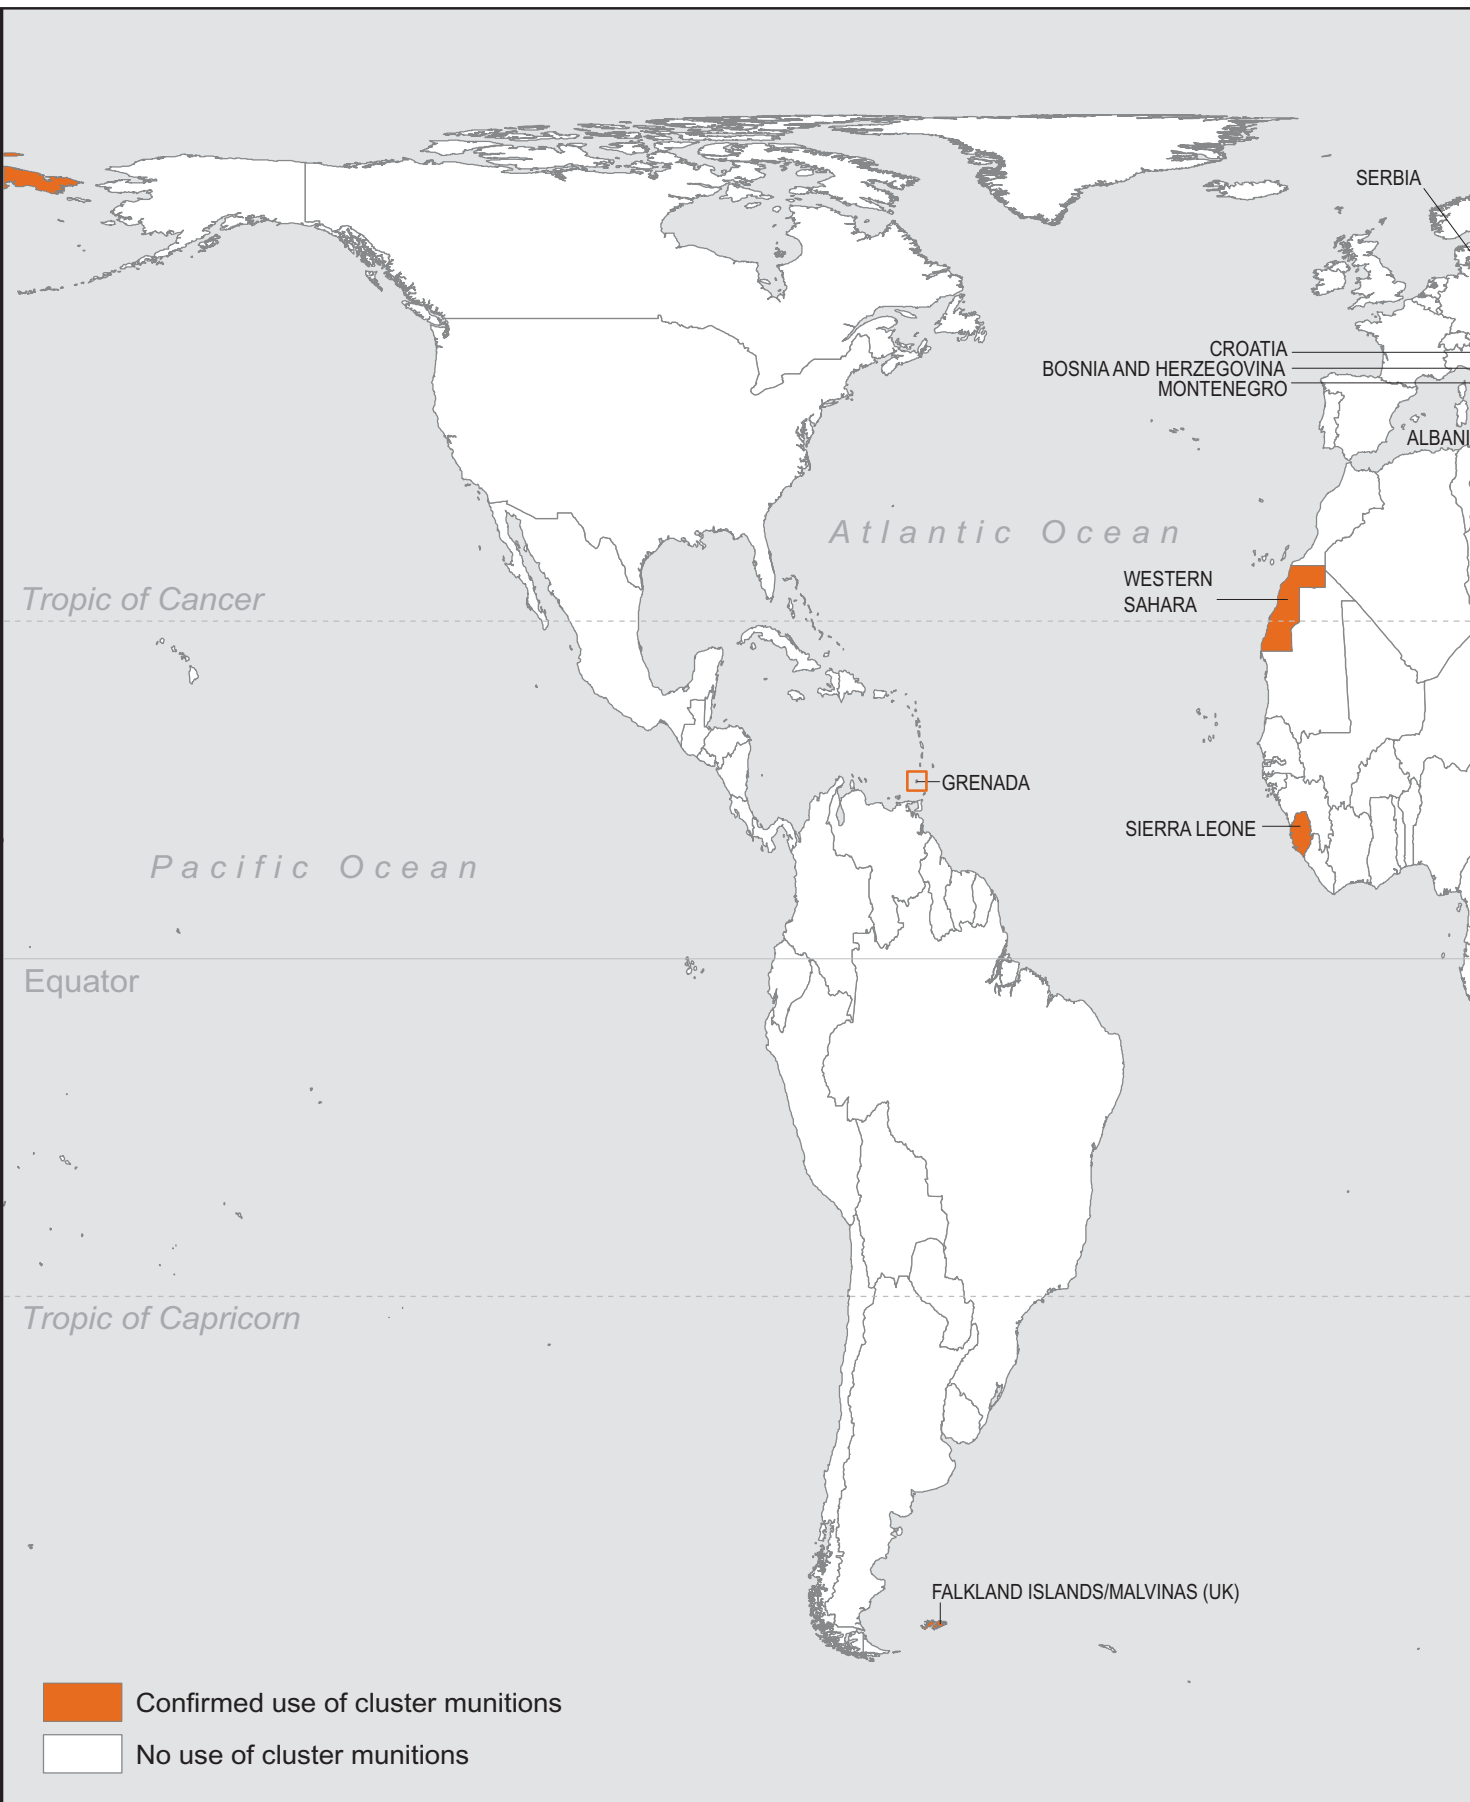 SERBIA
CROATIA
BOSNIA AND HERZEGOVINA
MONTENEGRO
ALBANI
Atlantic Ocean
WESTERN
SAHARA
Tropic of Cancer
GRENADA
SIERRA LEONE
Pacific Ocean
Equator
Tropic of Capricorn
FALKLAND ISLANDS/MALVINAS (UK)
Confirmed use of cluster munitions
No use of cluster munitions